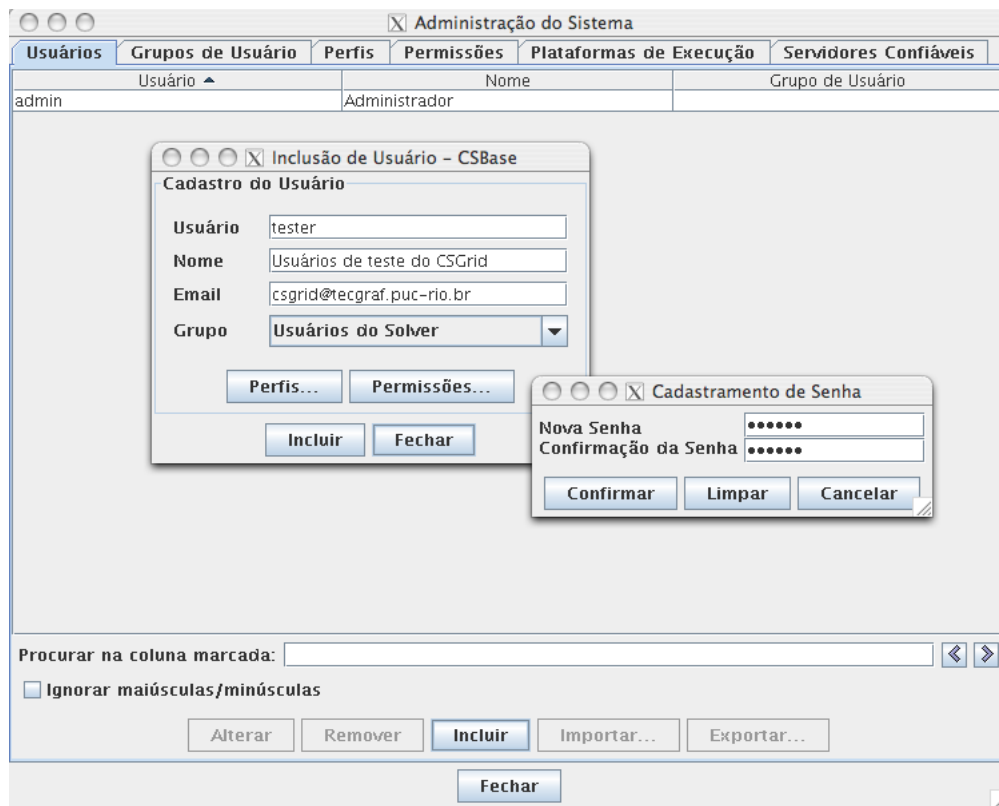 Administração do Sistema
Usuários Grupos de Usuário Perfis Permissões Plataformas de Execução Servidores Confiáveis
Usuário Nome Grupo de Usuário
admin Administrador
Inclusão de Usuário - CSBase
Cadastro do Usuário
Usuário tester
Nome Usuários de teste do CSGrid
Email csgrid@tecgraf.puc-rio.br
Grupo Usuários do Solver
Perfis... Permissões...
Incluir Fechar
Cadastramento de Senha
Nova Senha ••••••
Confirmação da Senha ••••••
Confirmar Limpar Cancelar
Procurar na coluna marcada:
Ignorar maiúsculas/minúsculas
Alterar Remover Incluir Importar... Exportar...
Fechar